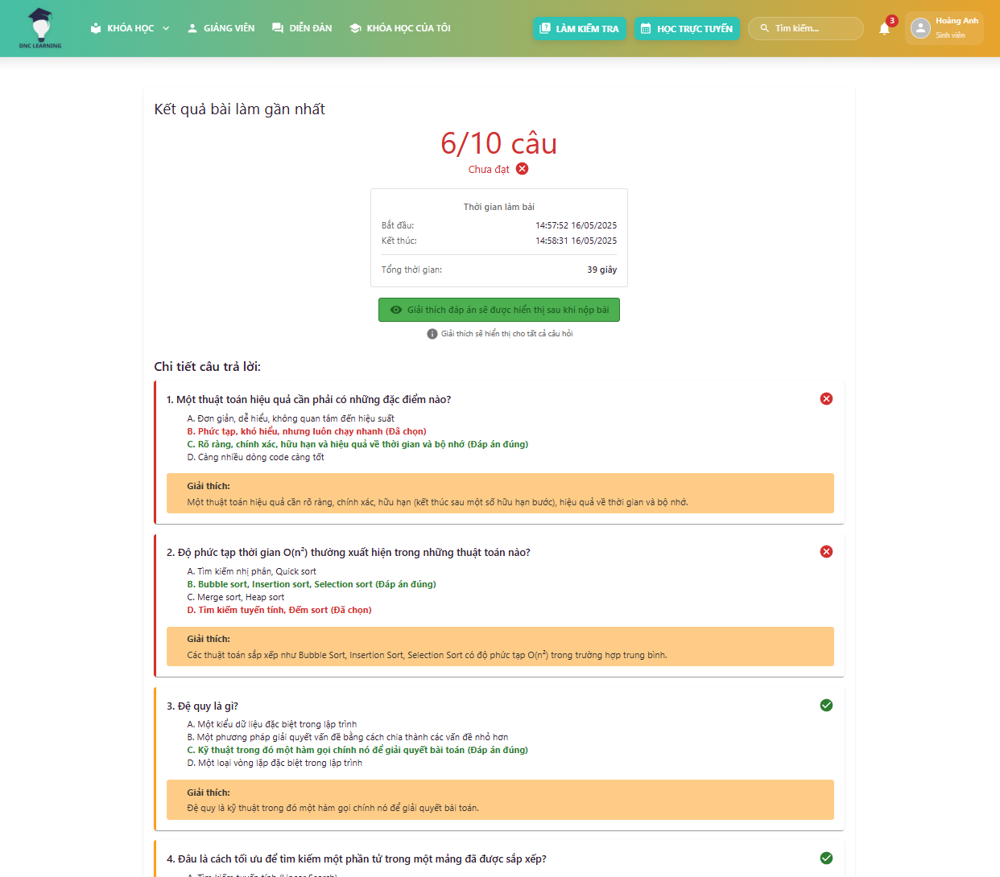 DNC LEARNING
KHÓA HỌC
GIẢNG VIÊN
DIỄN ĐÀN
KHÓA HỌC CỦA TÔI
LÀM KIỂM TRA
HỌC TRỰC TUYẾN
Tìm kiếm...
3
Hoàng Anh
Sinh viên
Kết quả bài làm gần nhất
6/10 câu
Chưa đạt
Thời gian làm bài
Bắt đầu: 14:57:52 16/05/2025
Kết thúc: 14:58:31 16/05/2025
Tổng thời gian: 39 giây
Giải thích đáp án sẽ được hiển thị sau khi nộp bài
Giải thích sẽ hiển thị cho tất cả câu hỏi
Chi tiết câu trả lời:
1. Một thuật toán hiệu quả cần phải có những đặc điểm nào?
A. Đơn giản, dễ hiểu, không quan tâm đến hiệu suất
B. Phức tạp, khó hiểu, nhưng luôn chạy nhanh (Đã chọn)
C. Rõ ràng, chính xác, hữu hạn và hiệu quả về thời gian và bộ nhớ (Đáp án đúng)
D. Càng nhiều dòng code càng tốt
Giải thích:
Một thuật toán hiệu quả cần rõ ràng, chính xác, hữu hạn (kết thúc sau một số hữu hạn bước), hiệu quả về thời gian và bộ nhớ.
2. Độ phức tạp thời gian O(n²) thường xuất hiện trong những thuật toán nào?
A. Tìm kiếm nhị phân, Quick sort
B. Bubble sort, Insertion sort, Selection sort (Đáp án đúng)
C. Merge sort, Heap sort
D. Tìm kiếm tuyến tính, Đếm sort (Đã chọn)
Giải thích:
Các thuật toán sắp xếp như Bubble Sort, Insertion Sort, Selection Sort có độ phức tạp O(n²) trong trường hợp trung bình.
3. Đệ quy là gì?
A. Một kiểu dữ liệu đặc biệt trong lập trình
B. Một phương pháp giải quyết vấn đề bằng cách chia thành các vấn đề nhỏ hơn
C. Kỹ thuật trong đó một hàm gọi chính nó để giải quyết bài toán (Đáp án đúng)
D. Một loại vòng lặp đặc biệt trong lập trình
Giải thích:
Đệ quy là kỹ thuật trong đó một hàm gọi chính nó để giải quyết bài toán.
4. Đâu là cách tối ưu để tìm kiếm một phần tử trong một mảng đã được sắp xếp?
A. Tìm kiếm tuyến tính (Linear Search)